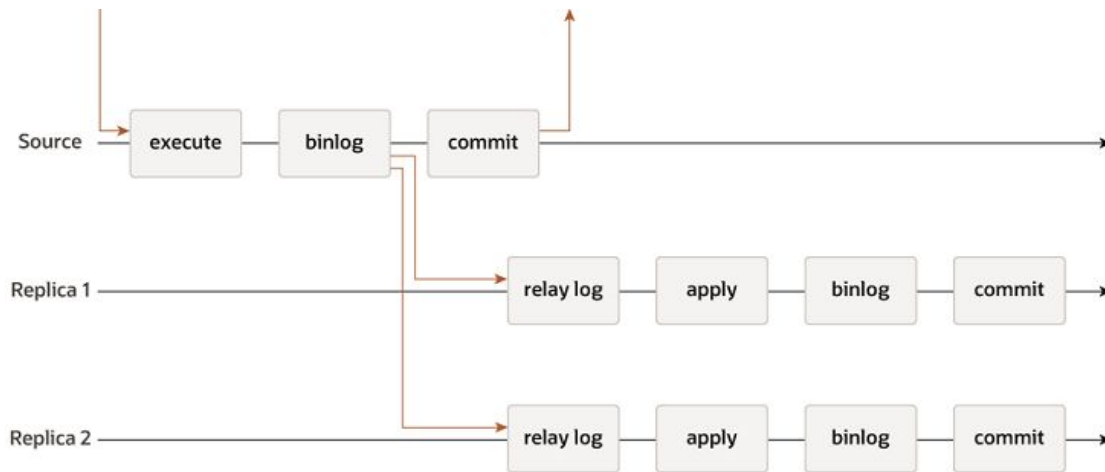 Source execute binlog commit
Replica 1 relay log apply binlog commit
Replica 2 relay log apply binlog commit